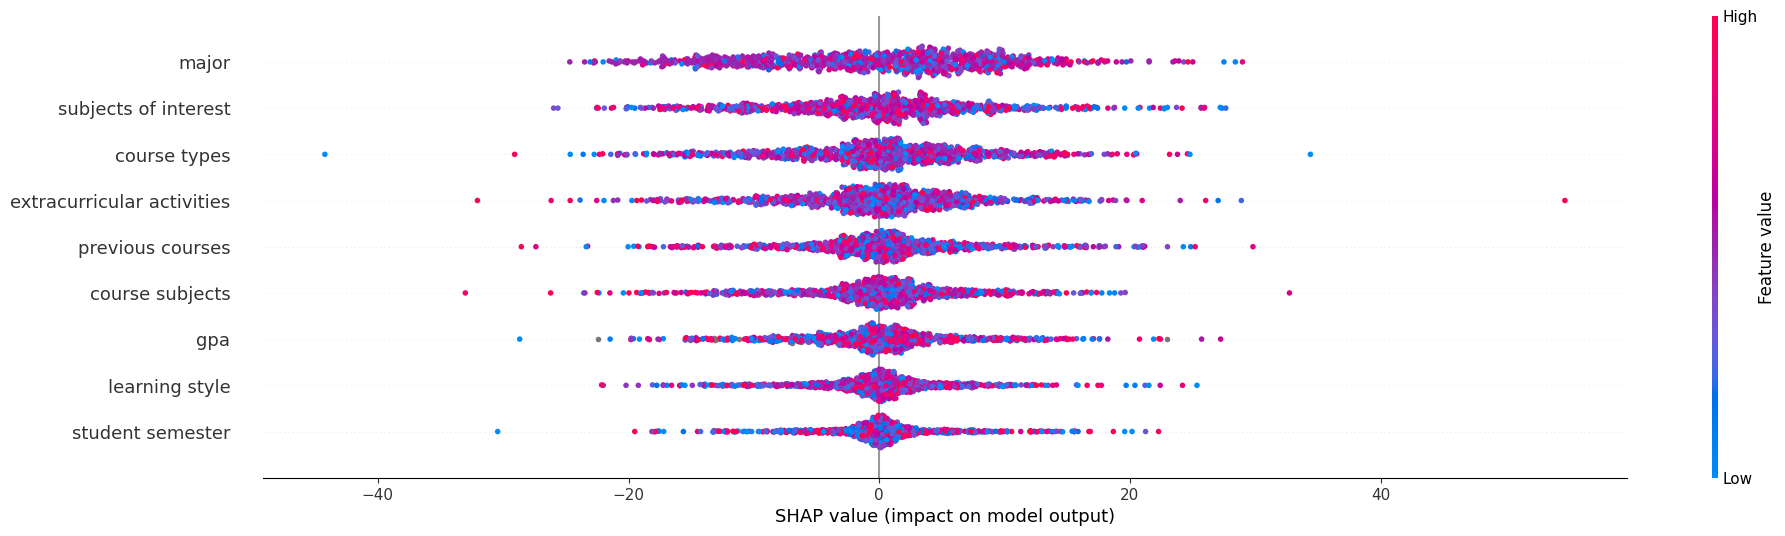 High
major
subjects of interest
course types
extracurricular activities
previous courses
course subjects
gpa
learning style
student semester
Feature value
Low
−40
−20
0
20
40
SHAP value (impact on model output)